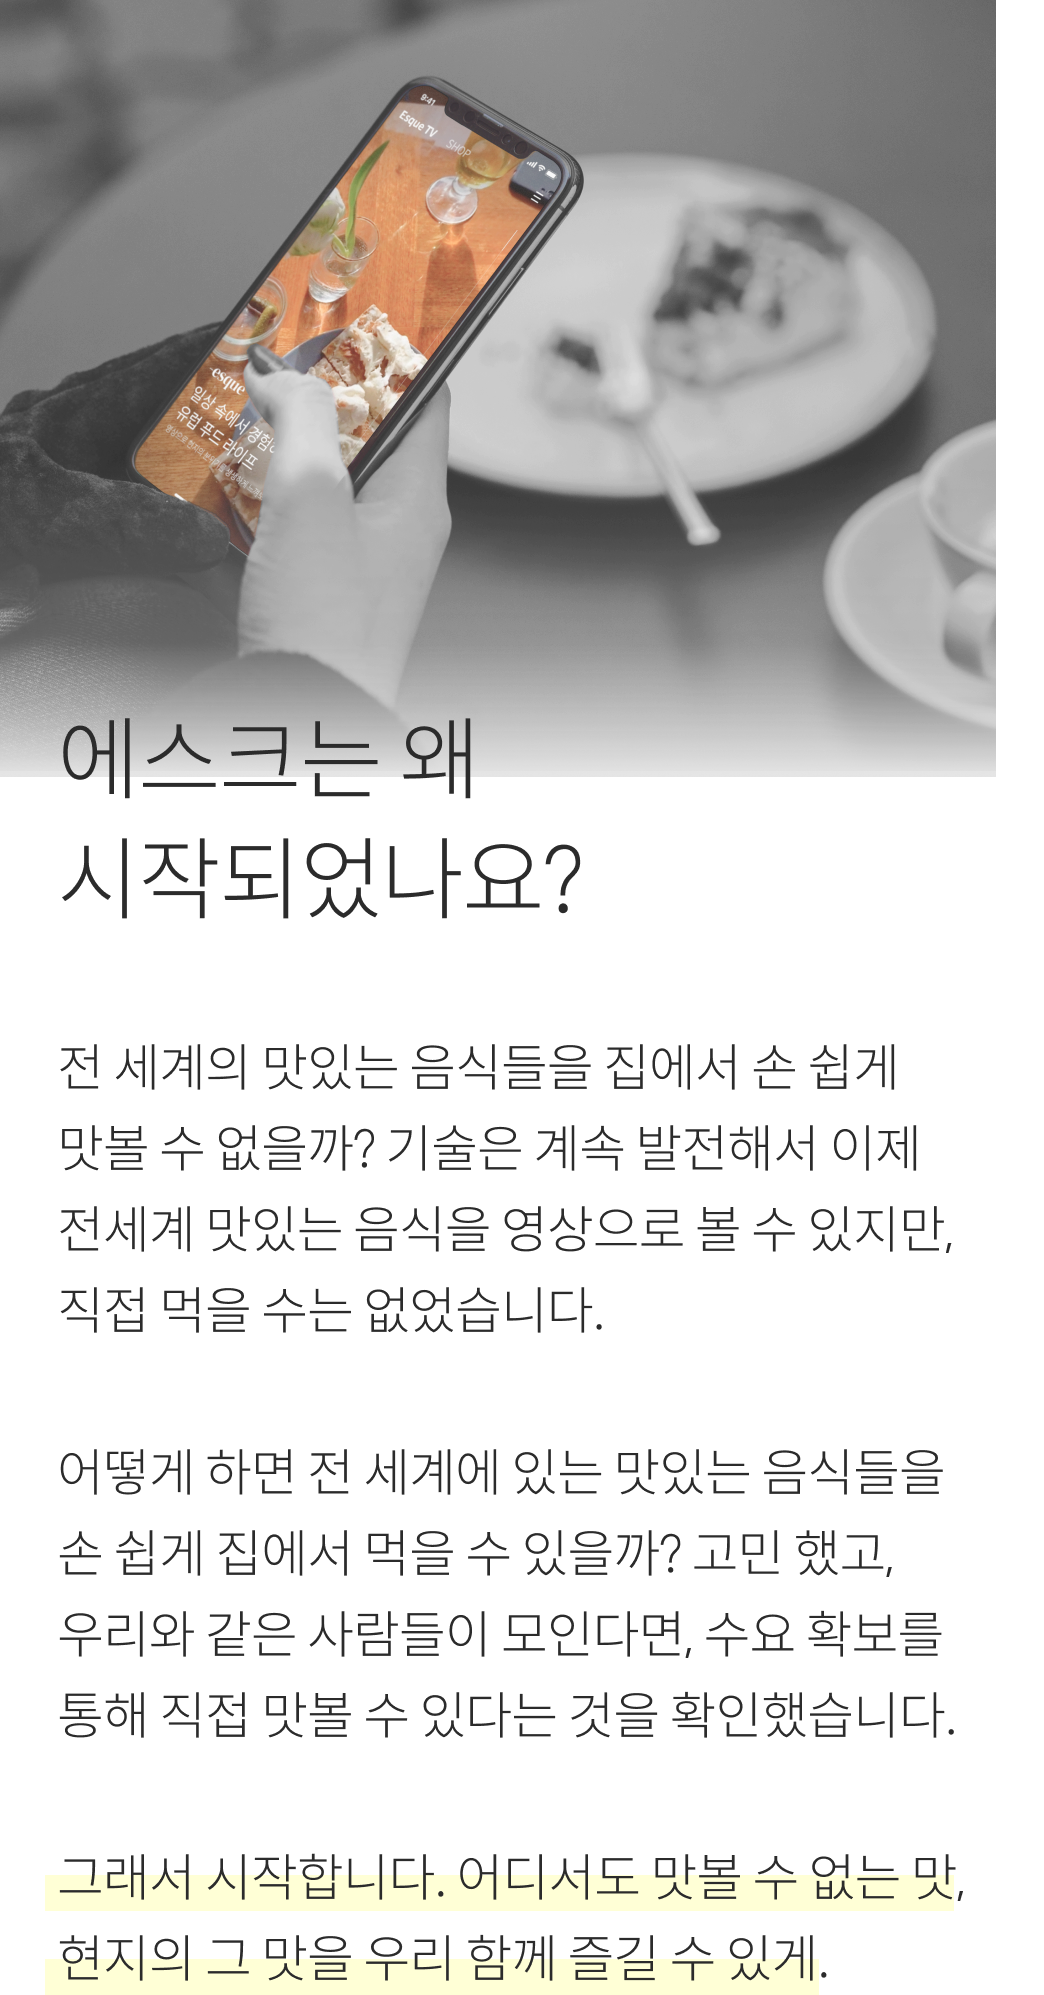 9:41
Esque TV SHOP
esque
일상 속에서 경험
유럽 푸드 라이프
에스크는 왜
시작되었나요?
전 세계의 맛있는 음식들을 집에서 손 쉽게
맛볼 수 없을까? 기술은 계속 발전해서 이제
전세계 맛있는 음식을 영상으로 볼 수 있지만,
직접 먹을 수는 없었습니다.
어떻게 하면 전 세계에 있는 맛있는 음식들을
손 쉽게 집에서 먹을 수 있을까? 고민 했고,
우리와 같은 사람들이 모인다면, 수요 확보를
통해 직접 맛볼 수 있다는 것을 확인했습니다.
그래서 시작합니다. 어디서도 맛볼 수 없는 맛,
현지의 그 맛을 우리 함께 즐길 수 있게.